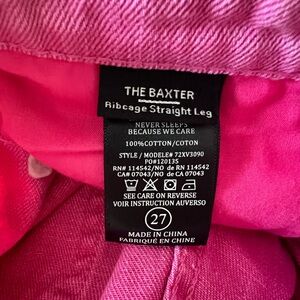 THE BAXTER
Ribcage Straight Leg
NEVER SLEEPS
BECAUSE WE CARE
100%COTTON/COTON
STYLE / MODELE# 72XV3090
PO#120135
RN# 114542/NO de RN 114542
CA# 07043/NO de CA 07043
SEE CARE ON REVERSE
VOIR INSTRUCTION AUVERSO
27
MADE IN CHINA
FABRIQUÉ EN CHINE